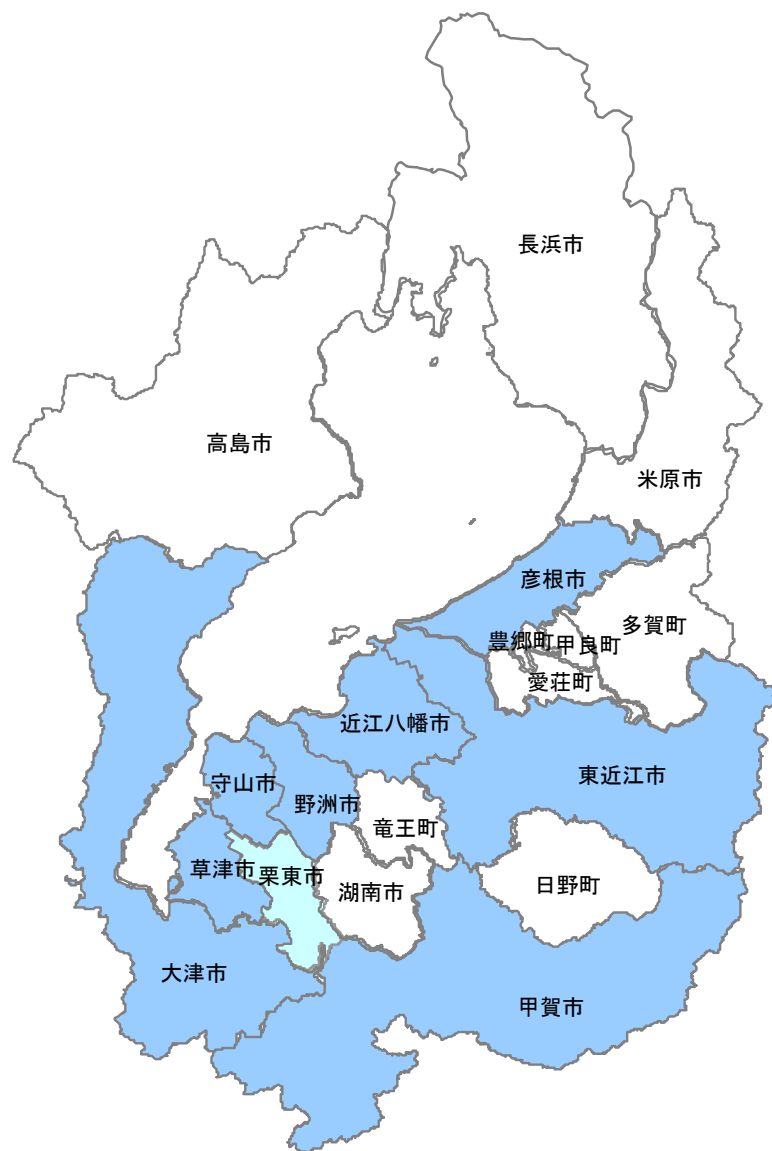 長浜市
高島市
米原市
彦根市
多賀町
豊郷町
甲良町
愛荘町
近江八幡市
東近江市
守山市
野洲市
竜王町
草津市
栗東市
湖南市
日野町
大津市
甲賀市